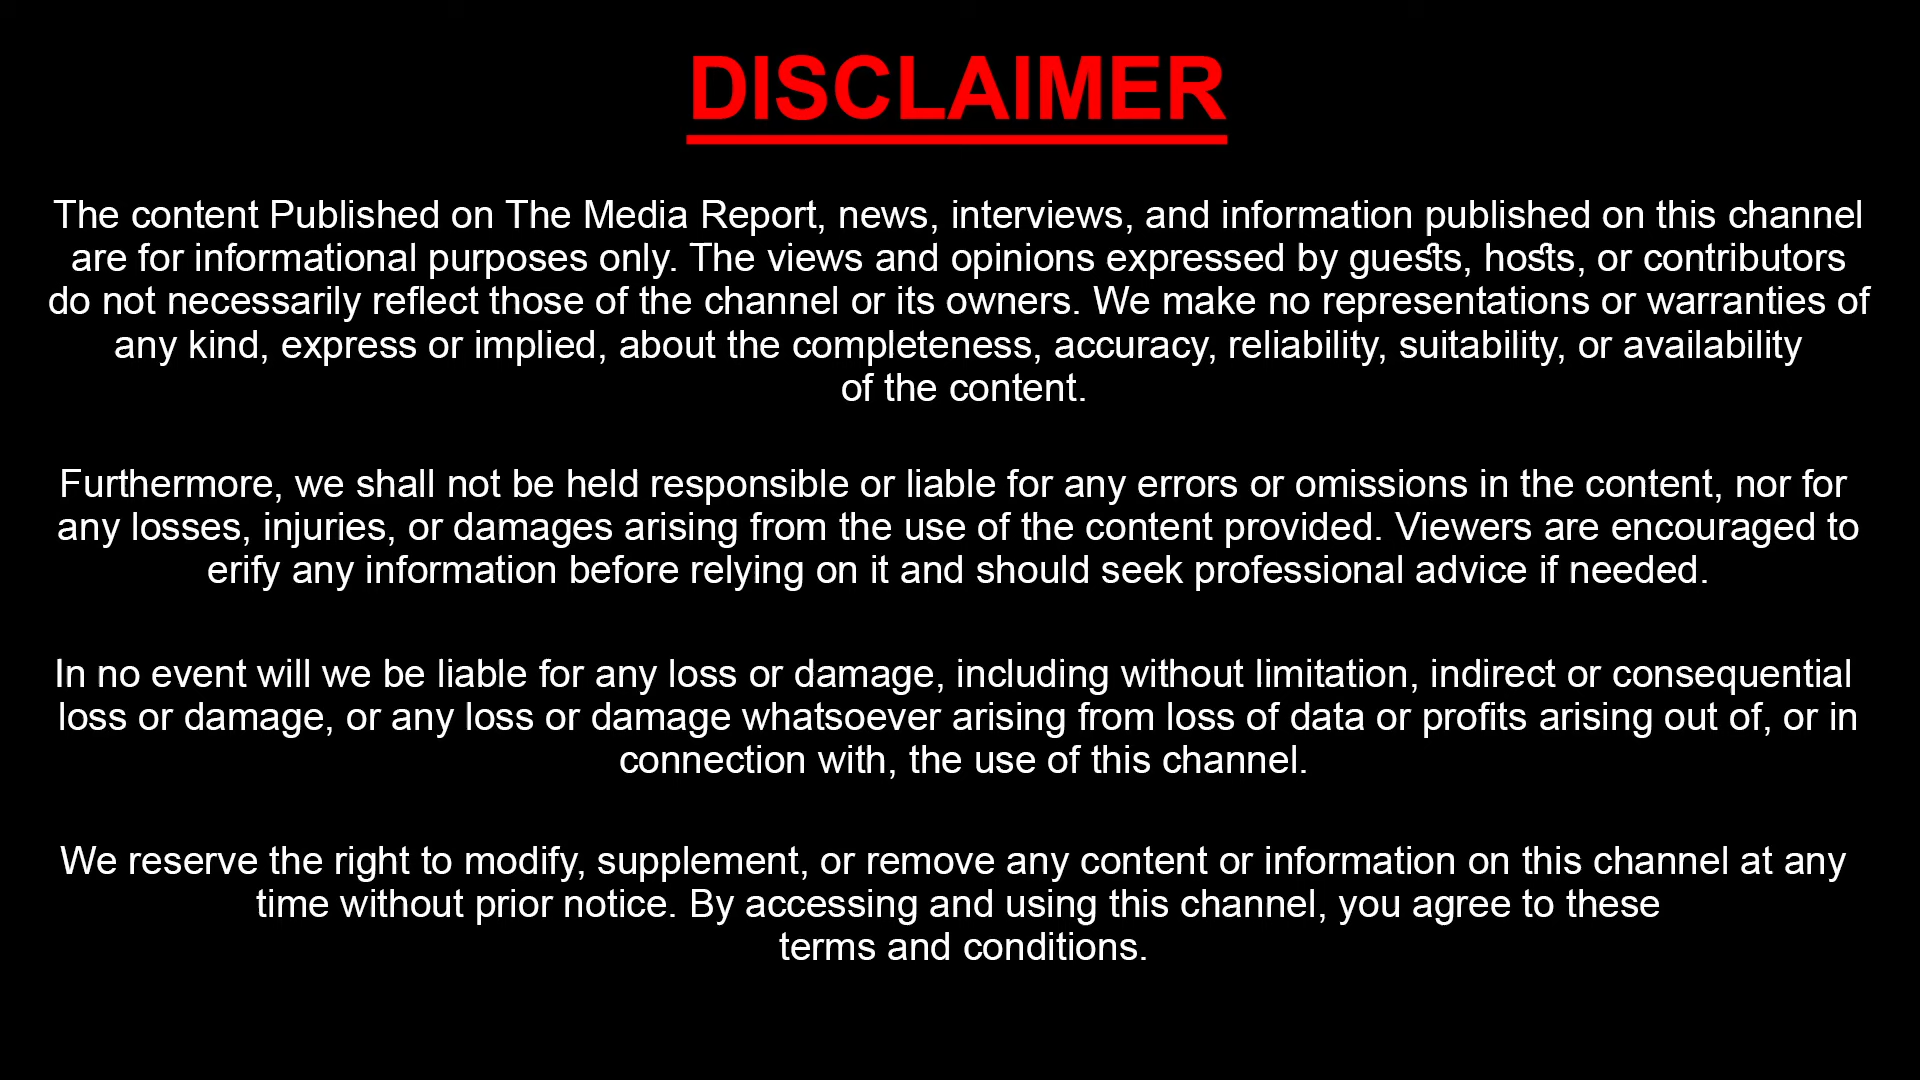 DISCLAIMER
The content Published on The Media Report, news, interviews, and information published on this channel
are for informational purposes only. The views and opinions expressed by guests, hosts, or contributors
do not necessarily reflect those of the channel or its owners. We make no representations or warranties of
any kind, express or implied, about the completeness, accuracy, reliability, suitability, or availability
of the content.
Furthermore, we shall not be held responsible or liable for any errors or omissions in the content, nor for
any losses, injuries, or damages arising from the use of the content provided. Viewers are encouraged to
erify any information before relying on it and should seek professional advice if needed.
In no event will we be liable for any loss or damage, including without limitation, indirect or consequential
loss or damage, or any loss or damage whatsoever arising from loss of data or profits arising out of, or in
connection with, the use of this channel.
We reserve the right to modify, supplement, or remove any content or information on this channel at any
time without prior notice. By accessing and using this channel, you agree to these
terms and conditions.